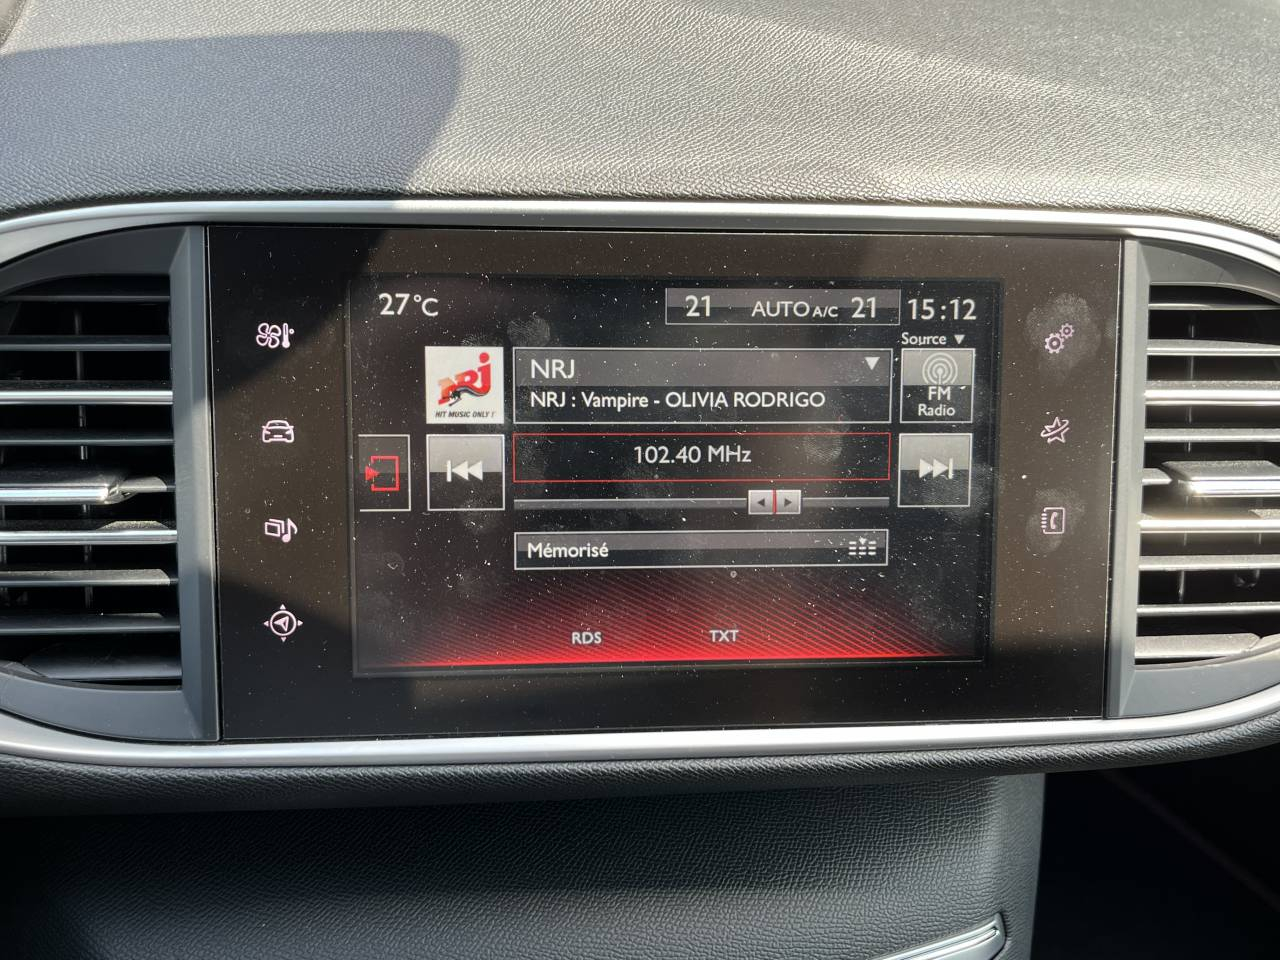 27°C
21 AUTO A/C 21
15:12
Source
NRJ
HIT MUSIC ONLY !
NRJ
NRJ : Vampire - OLIVIA RODRIGO
FM
Radio
102.40 MHz
Mémorisé
RDS
TXT